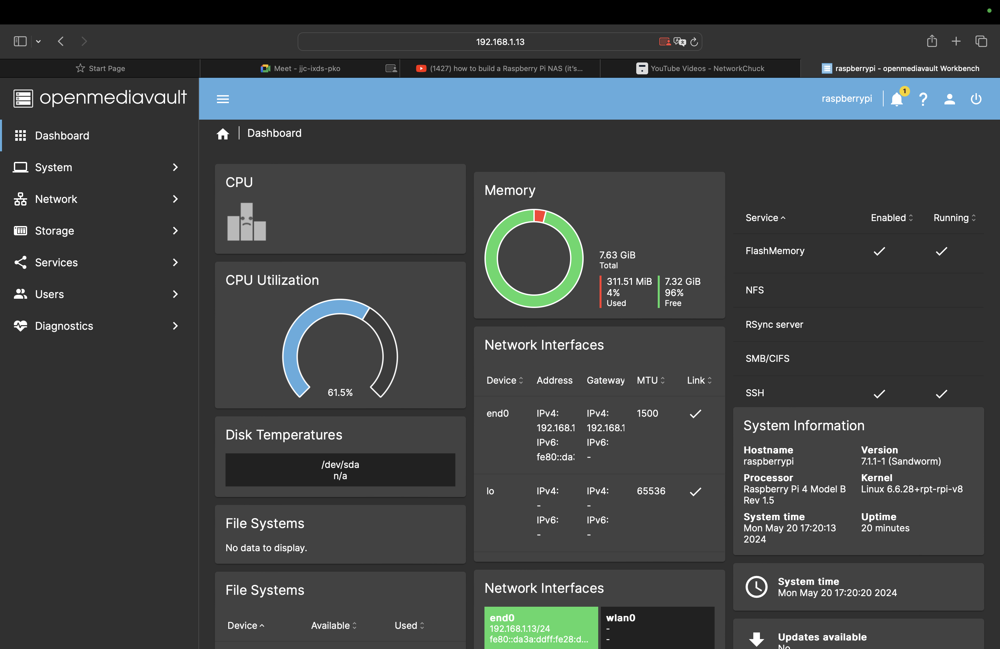 192.168.1.13
Start Page
Meet - jjc-ixds-pko
(1427) how to build a Raspberry Pi NAS (it's...
YouTube Videos - NetworkChuck
raspberrypi - openmediavault Workbench
openmediavault
raspberrypi
1
Dashboard
System
Network
Storage
Services
Users
Diagnostics
Dashboard
CPU
CPU Utilization
61.5%
Disk Temperatures
/dev/sda
n/a
File Systems
No data to display.
File Systems
Device
Available
Used
Memory
7.63 GiB
Total
311.51 MiB
4%
Used
7.32 GiB
96%
Free
Network Interfaces
Device Address Gateway MTU Link
end0 IPv4: IPv4: 1500
192.168.1 192.168.1
IPv6: IPv6:
fe80::da3 -
lo IPv4: IPv4: 65536
- -
IPv6: IPv6:
- -
Network Interfaces
end0
192.168.1.13/24
fe80::da3a:ddff:fe28:d...
wlan0
-
-
Service Enabled Running
FlashMemory
NFS
RSync server
SMB/CIFS
SSH
System Information
Hostname
raspberrypi
Version
7.1.1-1 (Sandworm)
Processor
Raspberry Pi 4 Model B
Rev 1.5
Kernel
Linux 6.6.28+rpt-rpi-v8
System time
Mon May 20 17:20:13
2024
Uptime
20 minutes
System time
Mon May 20 17:20:20 2024
Updates available
No